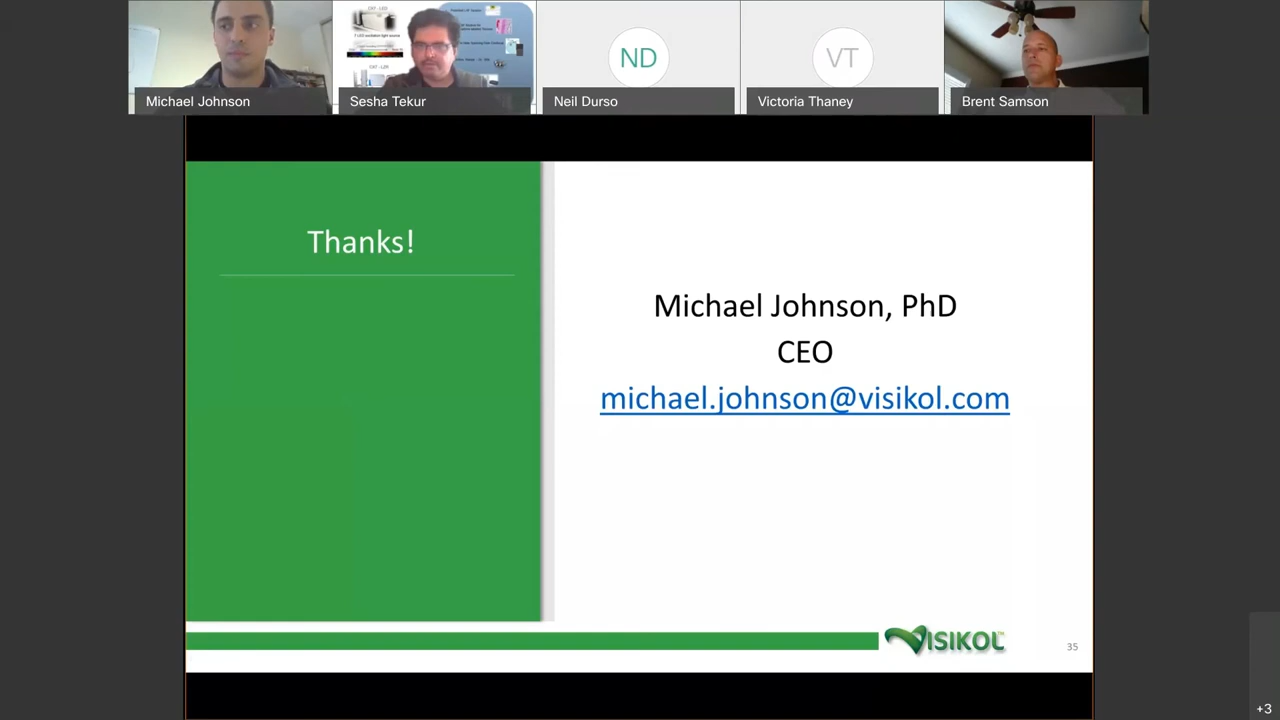 Michael Johnson
Sesha Tekur
ND
Neil Durso
VT
Victoria Thaney
Brent Samson
Thanks!
Michael Johnson, PhD
CEO
michael.johnson@visikol.com
VISIKOL
35
+3